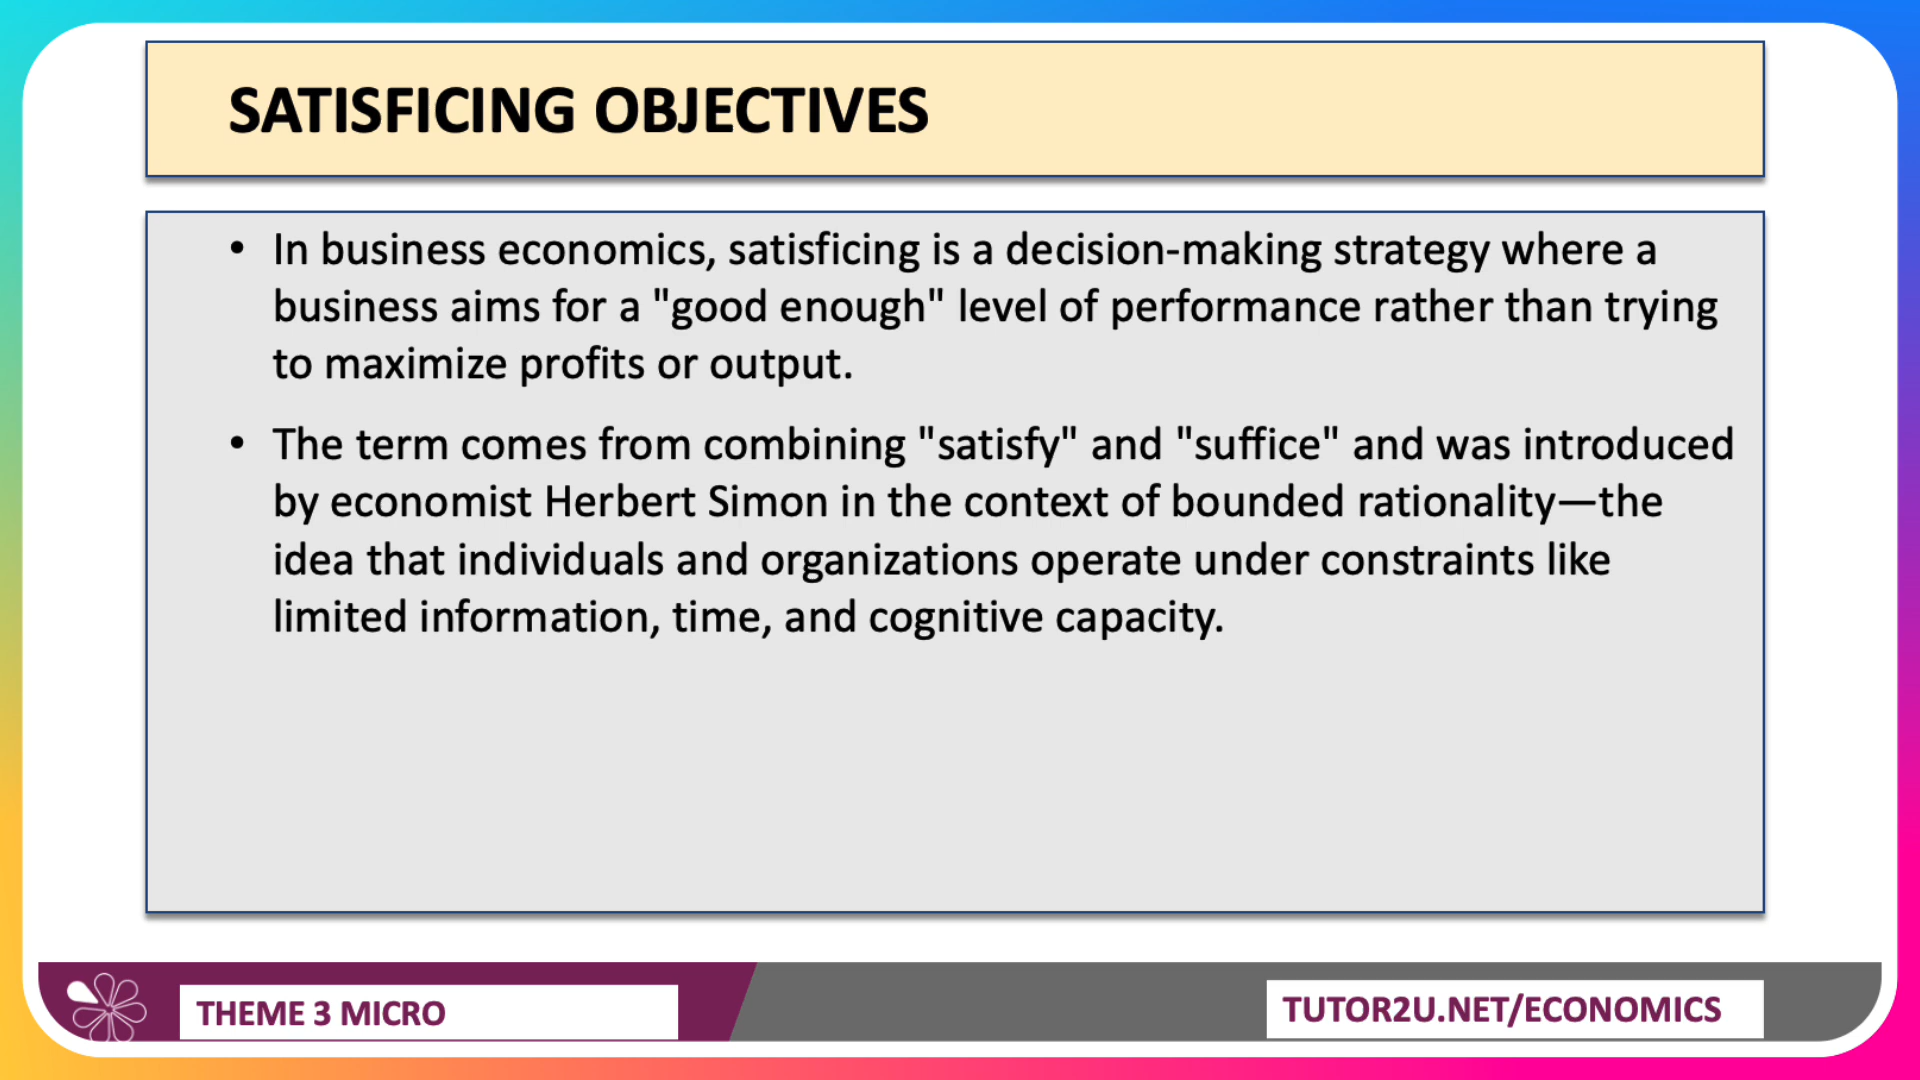 SATISFICING OBJECTIVES
• In business economics, satisficing is a decision-making strategy where a
business aims for a "good enough" level of performance rather than trying
to maximize profits or output.
• The term comes from combining "satisfy" and "suffice" and was introduced
by economist Herbert Simon in the context of bounded rationality—the
idea that individuals and organizations operate under constraints like
limited information, time, and cognitive capacity.
THEME 3 MICRO
TUTOR2U.NET/ECONOMICS